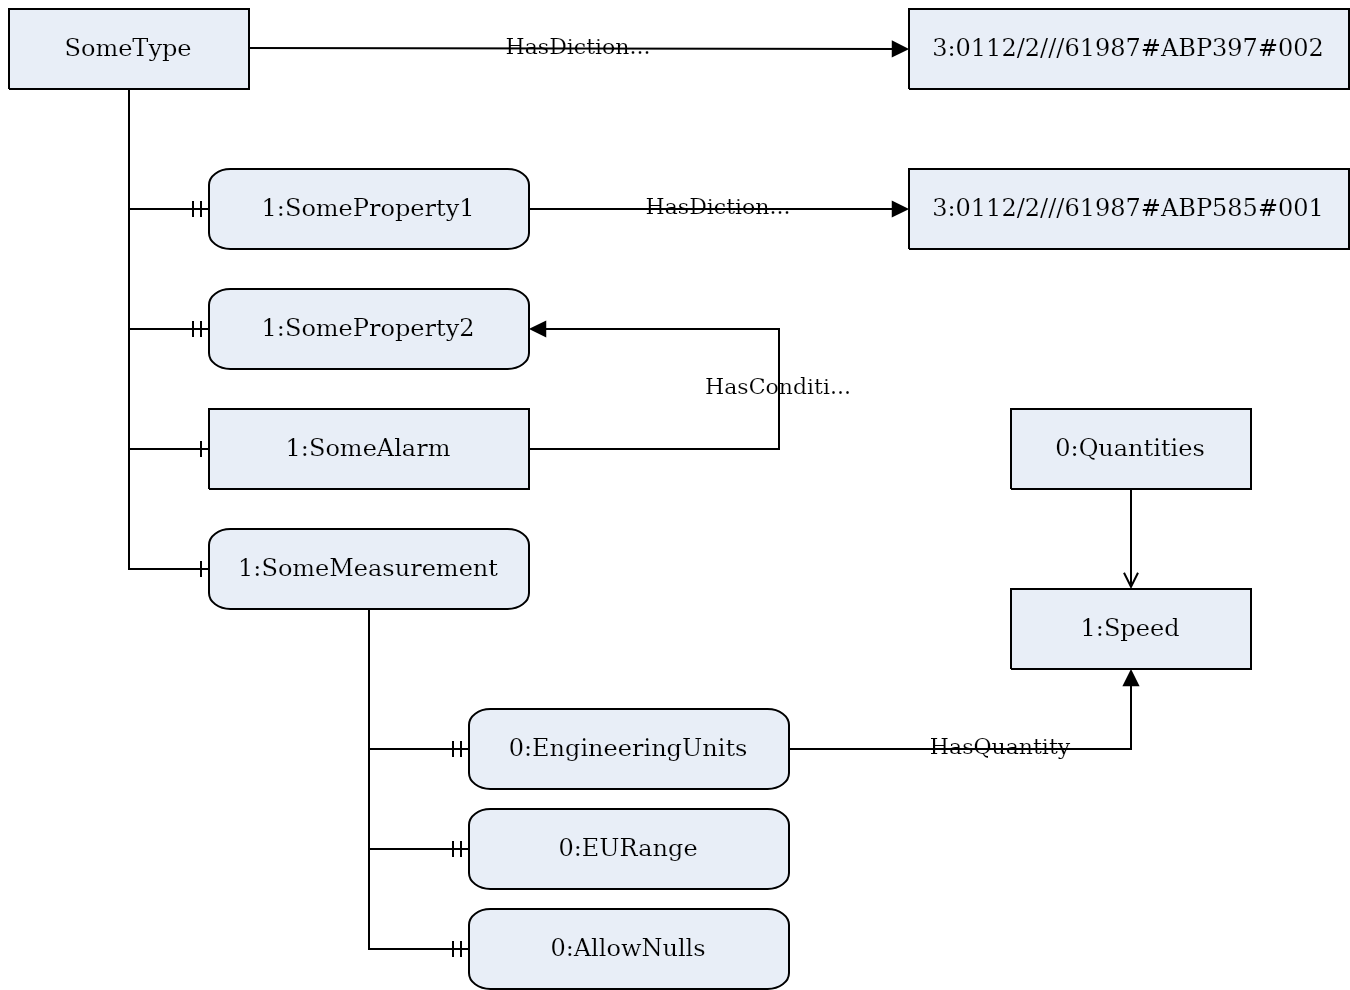 SomeType
HasDiction...
3:0112/2///61987#ABP397#002
1:SomeProperty1
HasDiction...
3:0112/2///61987#ABP585#001
1:SomeProperty2
HasConditi...
1:SomeAlarm
0:Quantities
1:SomeMeasurement
1:Speed
0:EngineeringUnits
HasQuantity
0:EURange
0:AllowNulls